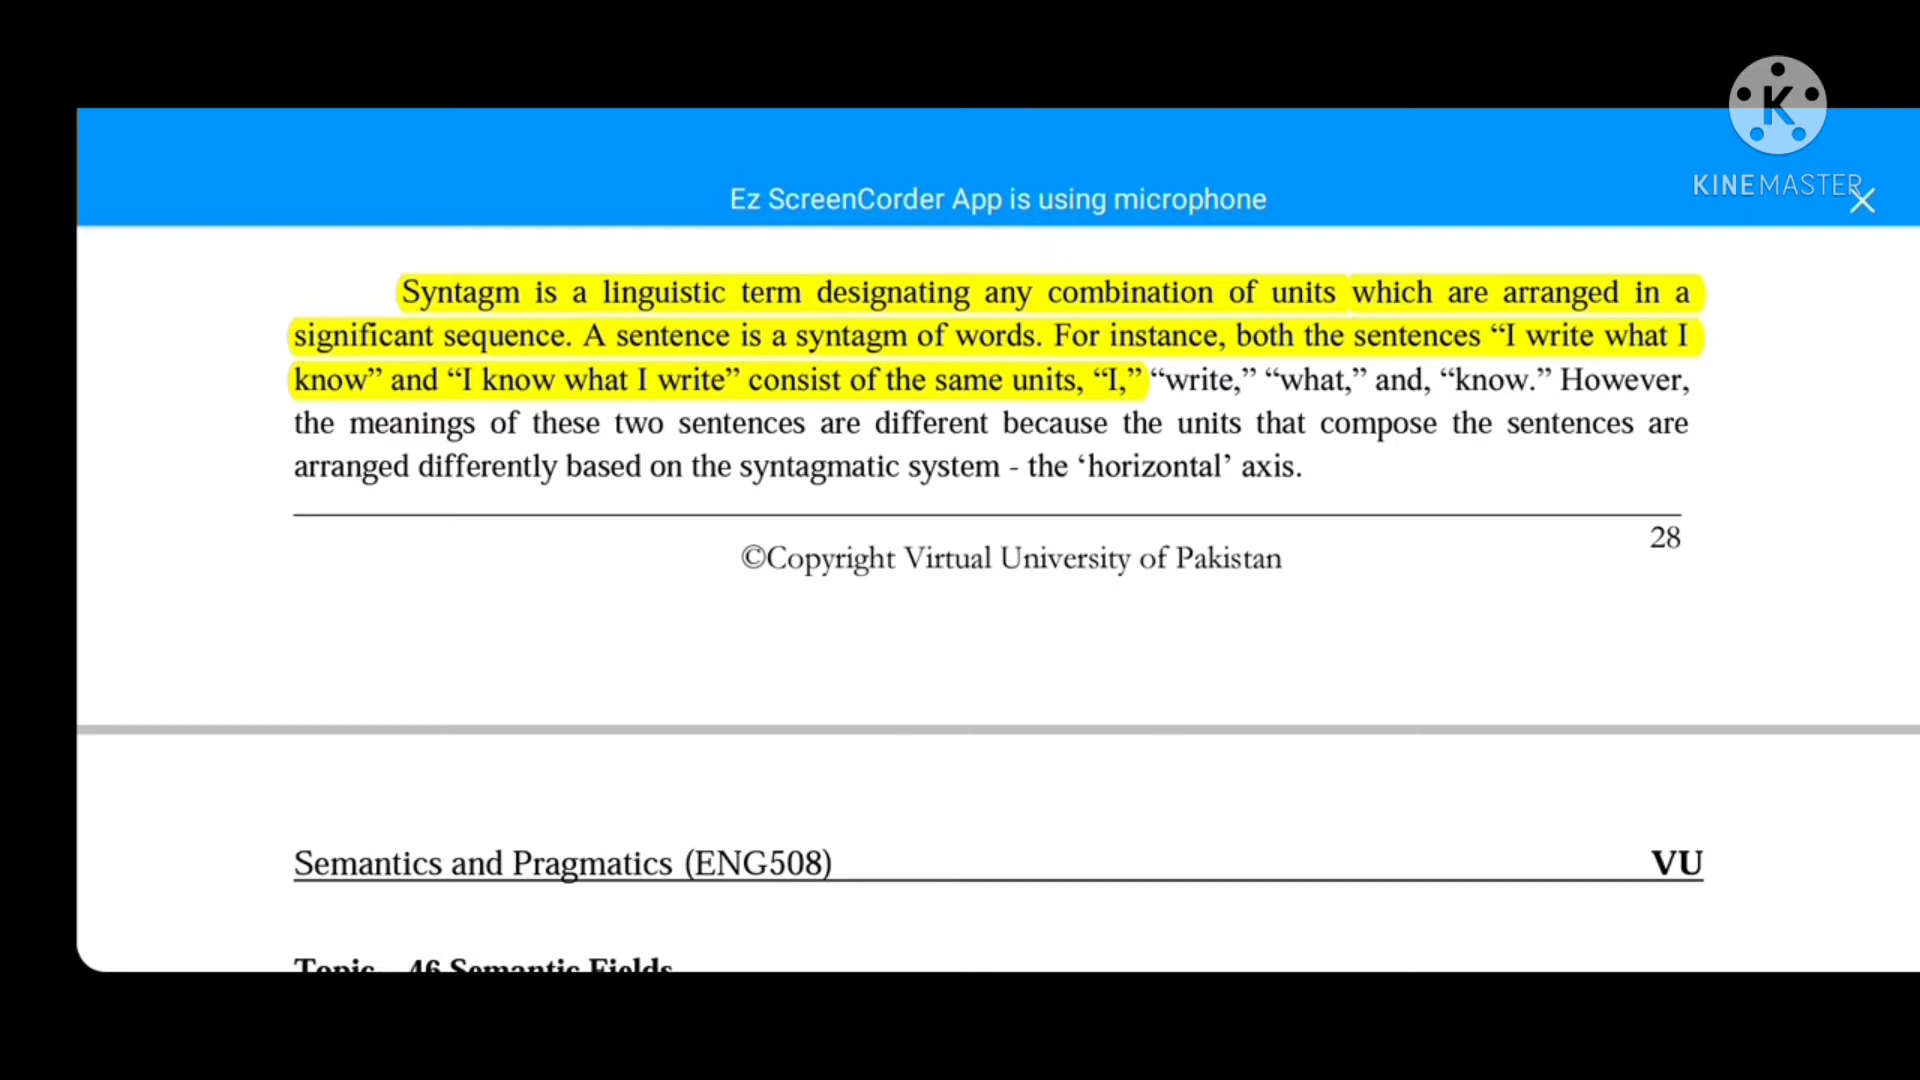 K
KINEMASTER
Ez ScreenCorder App is using microphone
Syntagm is a linguistic term designating any combination of units which are arranged in a
significant sequence. A sentence is a syntagm of words. For instance, both the sentences “I write what I
know” and “I know what I write” consist of the same units, “I,” “write,” “what,” and, “know.” However,
the meanings of these two sentences are different because the units that compose the sentences are
arranged differently based on the syntagmatic system - the ‘horizontal’ axis.
28
©Copyright Virtual University of Pakistan
Semantics and Pragmatics (ENG508) VU
Topic 46 Semantic Fields